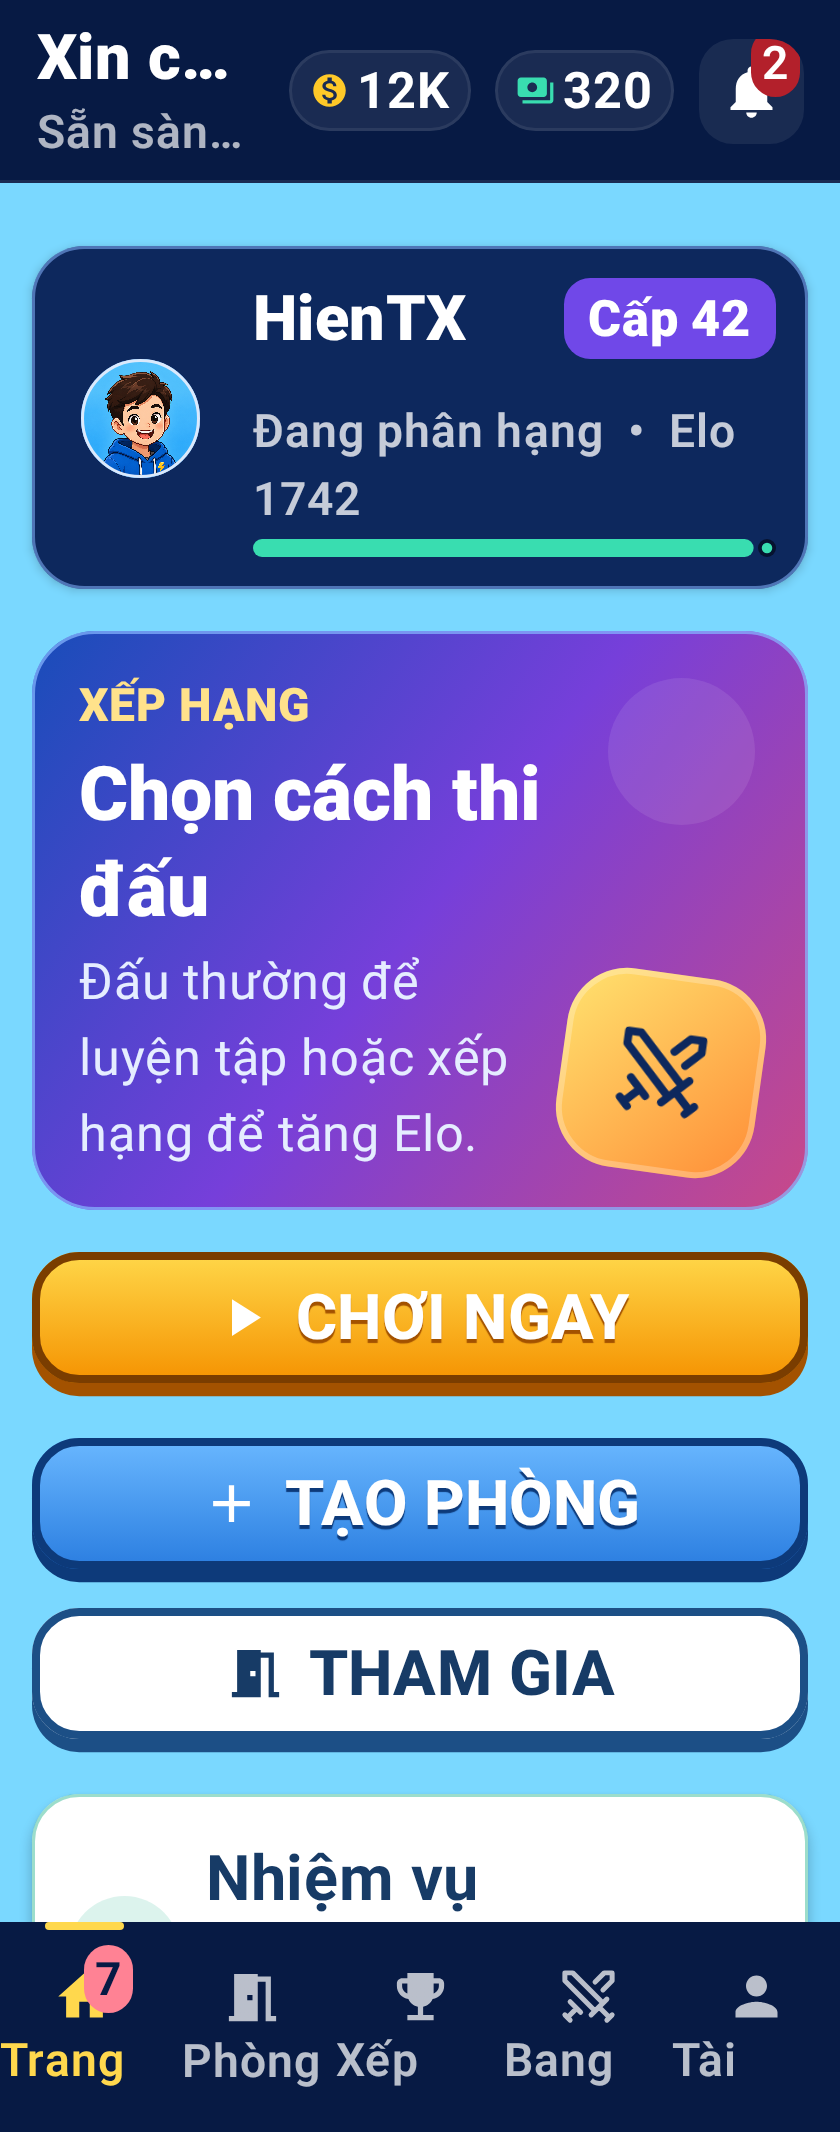 Xin c...
Sẵn sàn...
12K
320
2
HienTX
Cấp 42
Đang phân hạng • Elo
1742
XẾP HẠNG
Chọn cách thi
đấu
Đấu thường để
luyện tập hoặc xếp
hạng để tăng Elo.
CHƠI NGAY
TẠO PHÒNG
THAM GIA
Nhiệm vụ
7
Trang
Phòng
Xếp
Bang
Tài